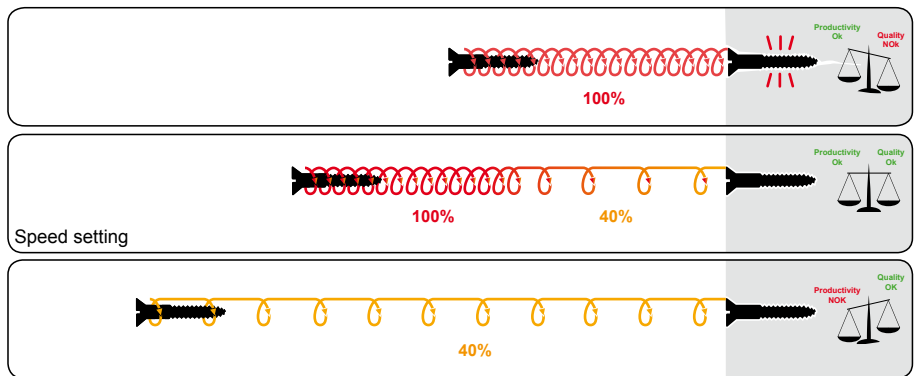 Productivity
Ok
Quality
NOk
100%
Productivity
Ok
Quality
Ok
100%
40%
Speed setting
Productivity
NOK
Quality
OK
40%